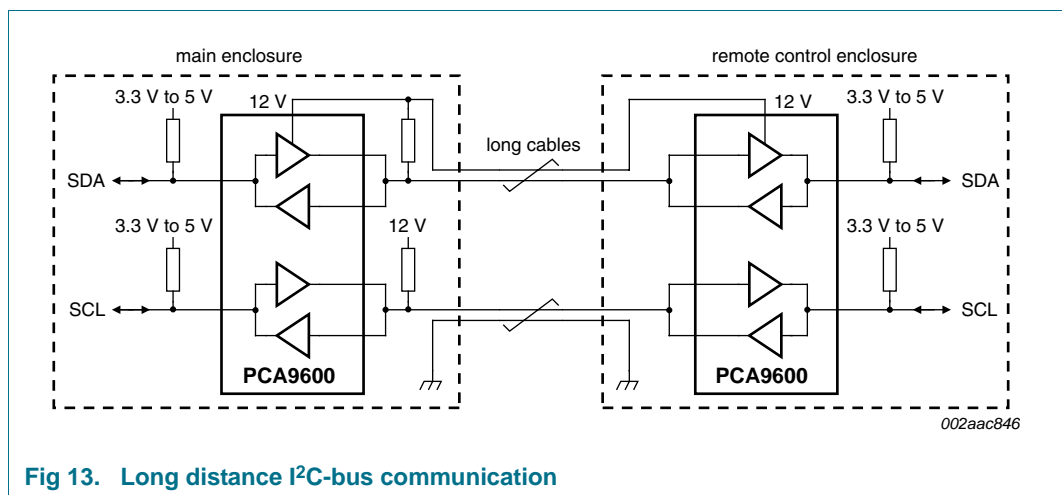 main enclosure
remote control enclosure
3.3 V to 5 V
12 V
12 V
3.3 V to 5 V
long cables
SDA
SDA
3.3 V to 5 V
12 V
3.3 V to 5 V
SCL
SCL
PCA9600
PCA9600
002aac846
Fig 13. Long distance I²C-bus communication